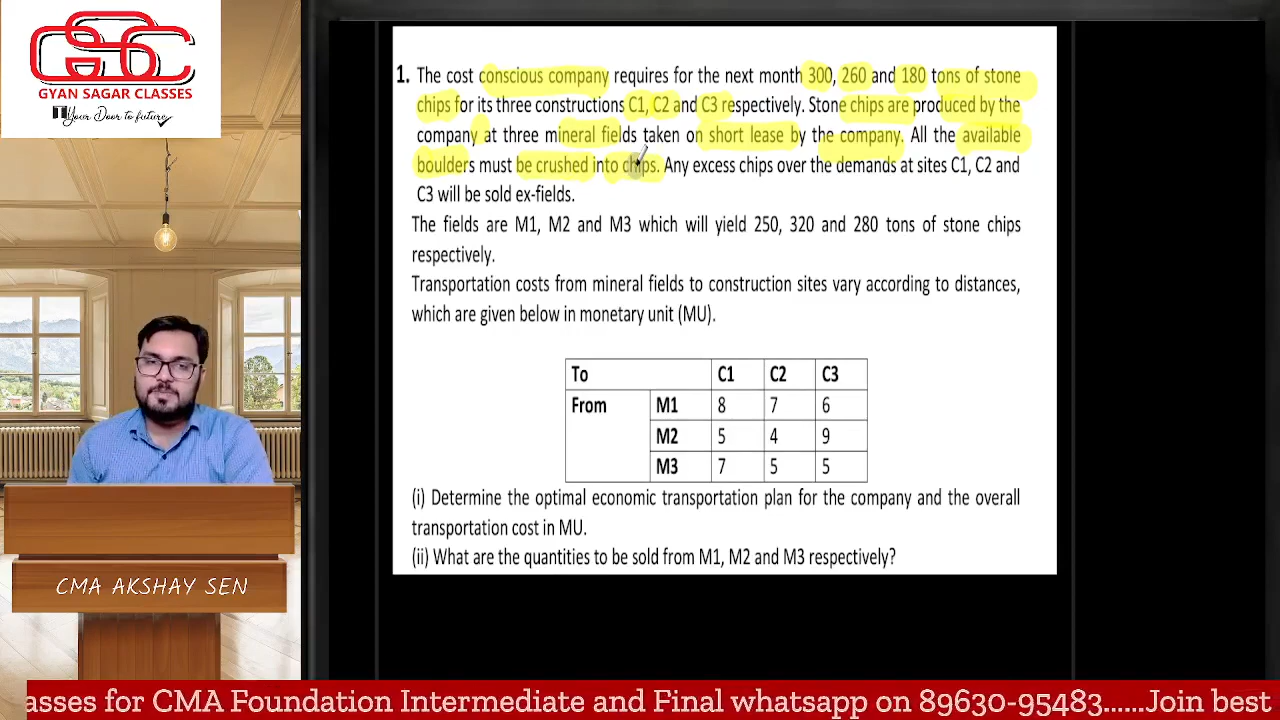 GSC
GYAN SAGAR CLASSES
Your Door to future
1. The cost conscious company requires for the next month 300, 260 and 180 tons of stone
chips for its three constructions C1, C2 and C3 respectively. Stone chips are produced by the
company at three mineral fields taken on short lease by the company. All the available
boulders must be crushed into chips. Any excess chips over the demands at sites C1, C2 and
C3 will be sold ex-fields.
The fields are M1, M2 and M3 which will yield 250, 320 and 280 tons of stone chips
respectively.
Transportation costs from mineral fields to construction sites vary according to distances,
which are given below in monetary unit (MU).
To C1 C2 C3
From M1 8 7 6
M2 5 4 9
M3 7 5 5
(i) Determine the optimal economic transportation plan for the company and the overall
transportation cost in MU.
(ii) What are the quantities to be sold from M1, M2 and M3 respectively?
CMA AKSHAY SEN
asses for CMA Foundation Intermediate and Final whatsapp on 89630-95483......Join best